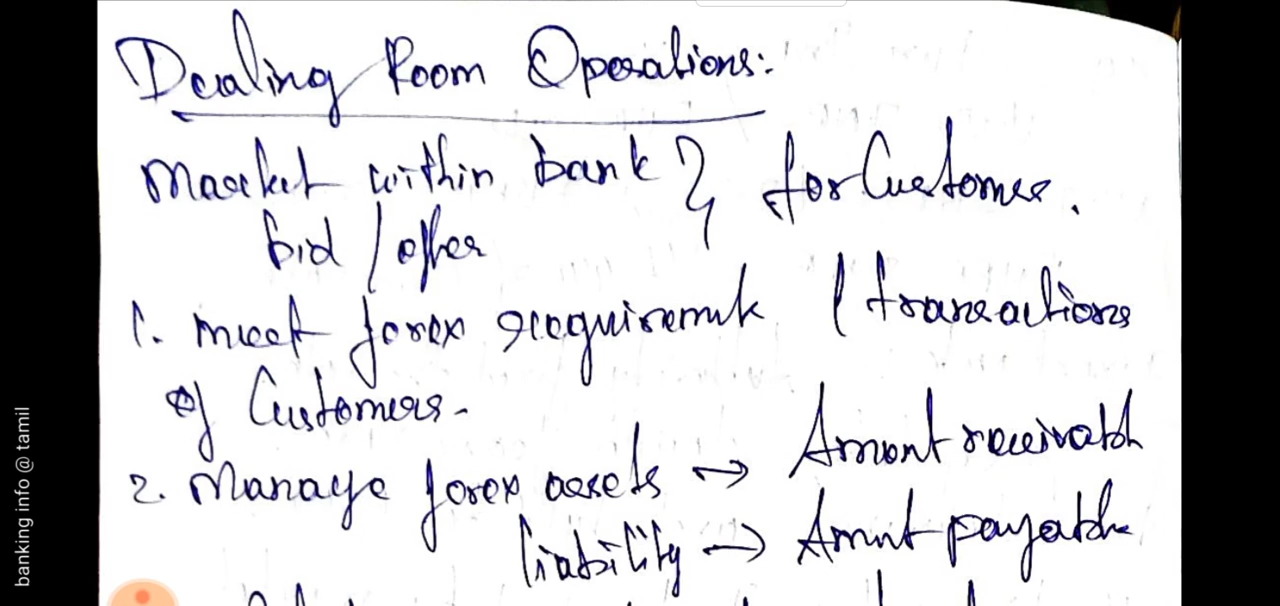 Dealing Room Operations:-
Market within bank } for Customer.
bid / offer
1. meet forex requirement / transactions
of Customers-
2. Manage forex assets → Amount receivable
liability → Amount payable
banking info @ tamil